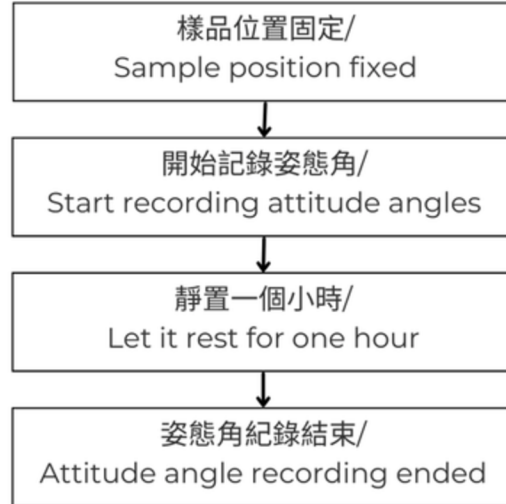 樣品位置固定/
Sample position fixed
開始記錄姿態角/
Start recording attitude angles
靜置一個小時/
Let it rest for one hour
姿態角紀錄結束/
Attitude angle recording ended